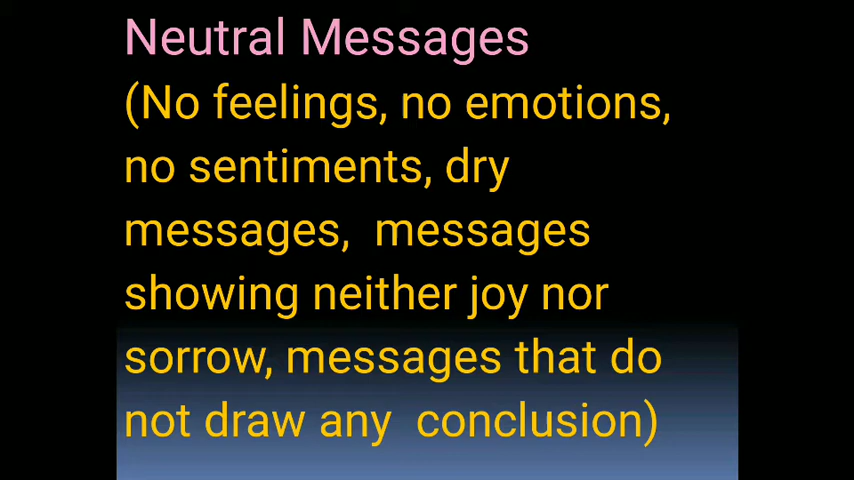 Neutral Messages
(No feelings, no emotions,
no sentiments, dry
messages,  messages
showing neither joy nor
sorrow, messages that do
not draw any  conclusion)